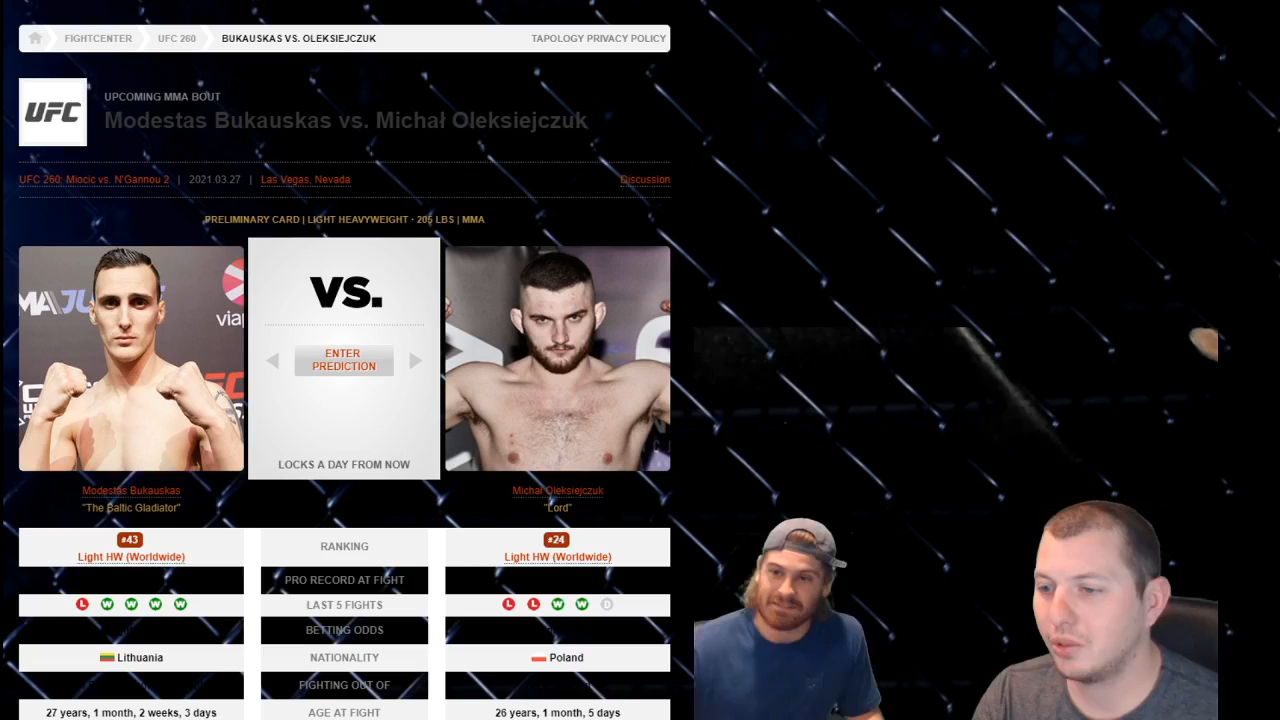 FIGHTCENTER
UFC 260
BUKAUSKAS VS. OLEKSIEJCZUK
TAPOLOGY PRIVACY POLICY
UFC
UPCOMING MMA BOUT
Modestas Bukauskas vs. Michał Oleksiejczuk
UFC 260: Miocic vs. N'Gannou 2 | 2021.03.27 | Las Vegas, Nevada
Discussion
PRELIMINARY CARD | LIGHT HEAVYWEIGHT · 205 LBS | MMA
VS.
ENTER
PREDICTION
LOCKS A DAY FROM NOW
Modestas Bukauskas
"The Baltic Gladiator"
Michał Oleksiejczuk
"Lord"
#43
Light HW (Worldwide)
RANKING
#24
Light HW (Worldwide)
PRO RECORD AT FIGHT
L W W W W
LAST 5 FIGHTS
L L W W D
BETTING ODDS
Lithuania
NATIONALITY
Poland
FIGHTING OUT OF
27 years, 1 month, 2 weeks, 3 days
AGE AT FIGHT
26 years, 1 month, 5 days